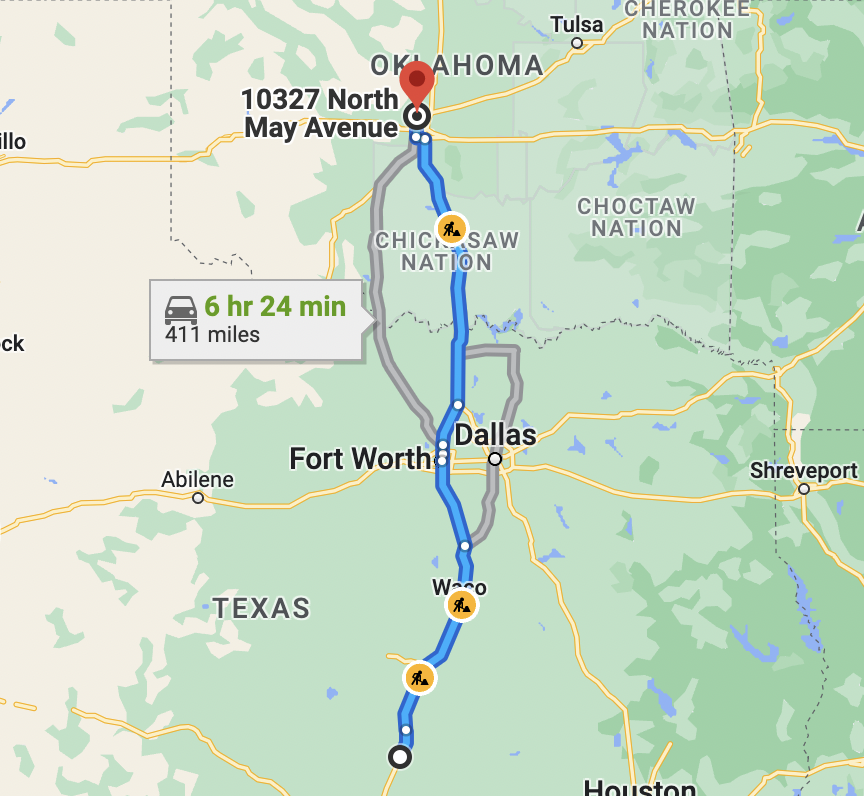 CHEROKEE
NATION
Tulsa
OKLAHOMA
10327 North
May Avenue
illo
CHOCTAW
NATION
CHICKASAW
NATION
6 hr 24 min
411 miles
ck
Dallas
Fort Worth
Abilene
Shreveport
Waco
TEXAS
Houston